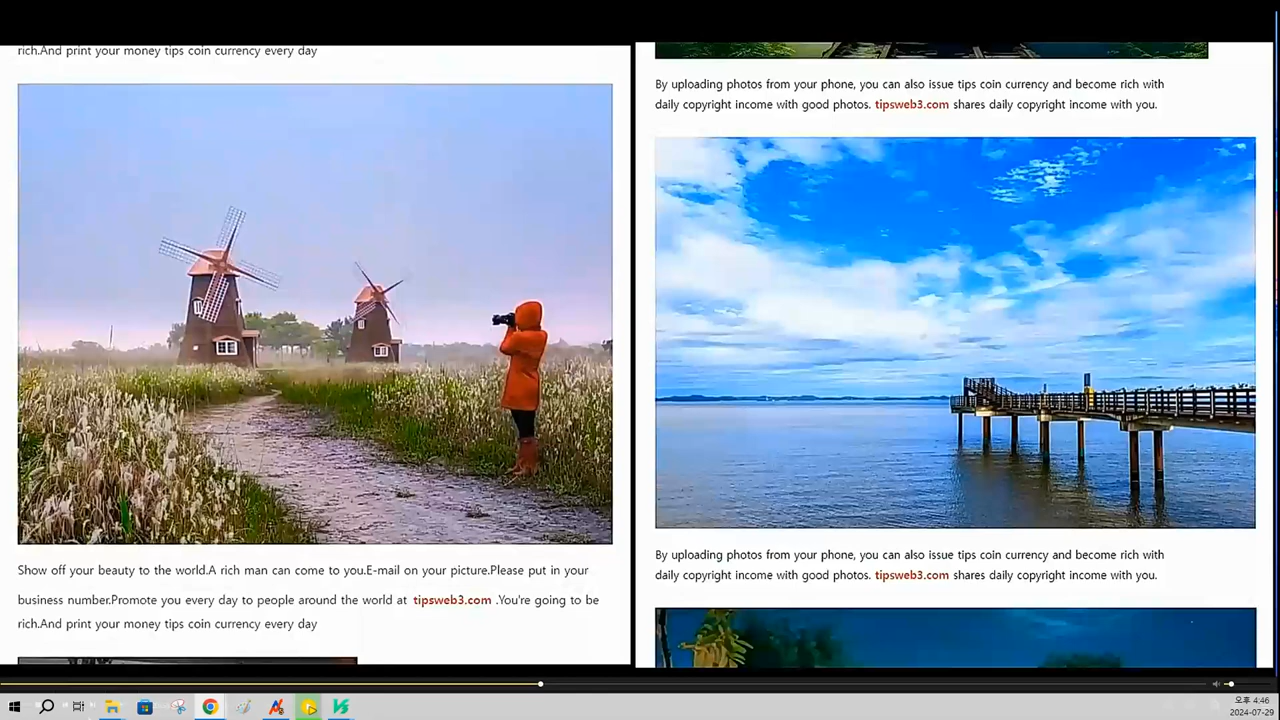 rich.And print your money tips coin currency every day
Show off your beauty to the world.A rich man can come to you.E-mail on your picture.Please put in your
business number.Promote you every day to people around the world at tipsweb3.com .You're going to be
rich.And print your money tips coin currency every day
By uploading photos from your phone, you can also issue tips coin currency and become rich with
daily copyright income with good photos. tipsweb3.com shares daily copyright income with you.
By uploading photos from your phone, you can also issue tips coin currency and become rich with
daily copyright income with good photos. tipsweb3.com shares daily copyright income with you.
오후 4:46
2024-07-29